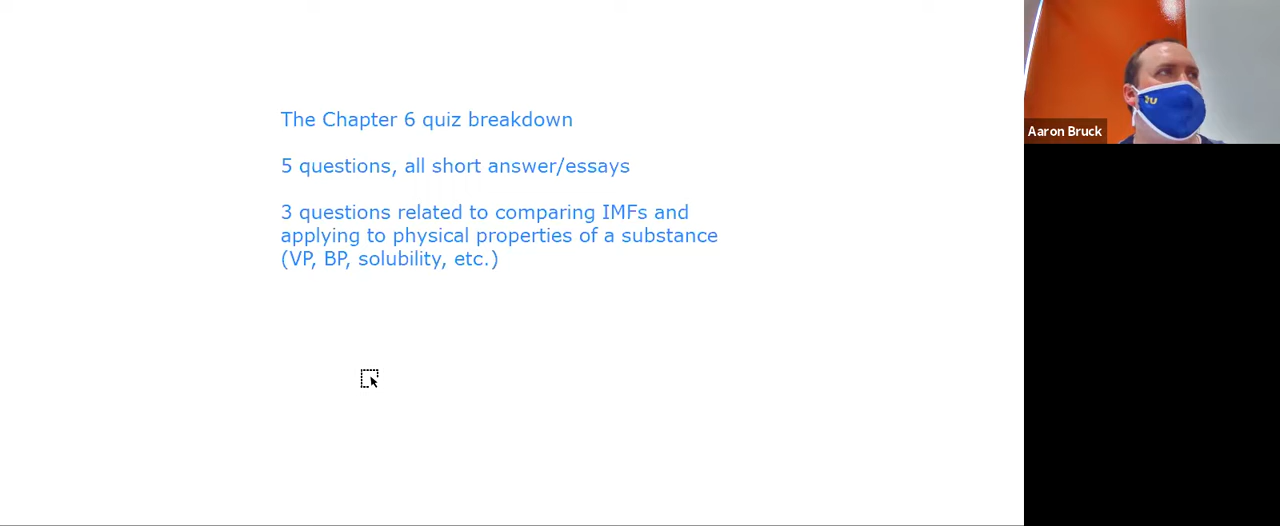 The Chapter 6 quiz breakdown
5 questions, all short answer/essays
3 questions related to comparing IMFs and
applying to physical properties of a substance
(VP, BP, solubility, etc.)
Aaron Bruck